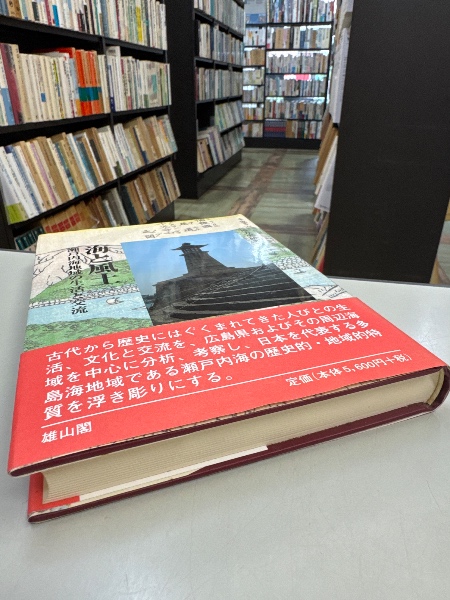 海と風土
瀬戸内海地域の生活と交流
古代から歴史にはぐくまれてきた人びとの生
活、文化と交流を、広島県およびその周辺海
域を中心に分析、考察し、日本を代表する多
島海地域である瀬戸内海の歴史的・地域的特
質を浮き彫りにする。
雄山閣
定価(本体5,600円+税)